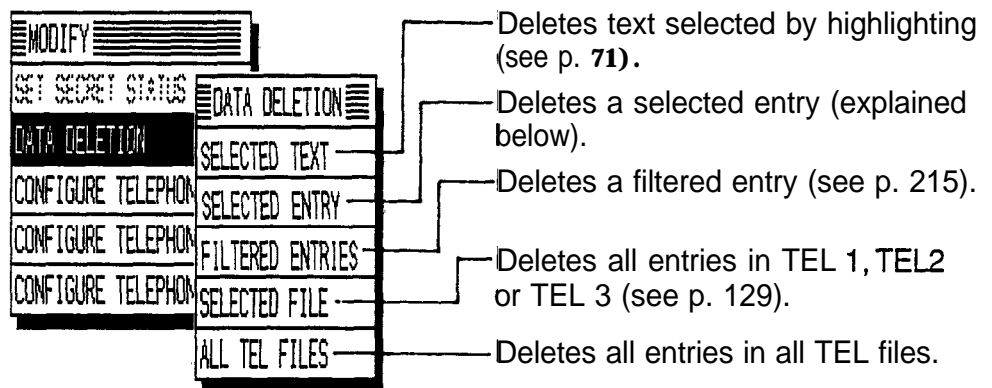 MODIFY
SET SECRET STATUS
DATA DELETION
CONFIGURE TELEPHON
CONFIGURE TELEPHON
CONFIGURE TELEPHON
DATA DELETION
SELECTED TEXT
SELECTED ENTRY
FILTERED ENTRIES
SELECTED FILE
ALL TEL FILES
Deletes text selected by highlighting
(see p. 71).
Deletes a selected entry (explained
below).
Deletes a filtered entry (see p. 215).
Deletes all entries in TEL 1, TEL2
or TEL 3 (see p. 129).
Deletes all entries in all TEL files.